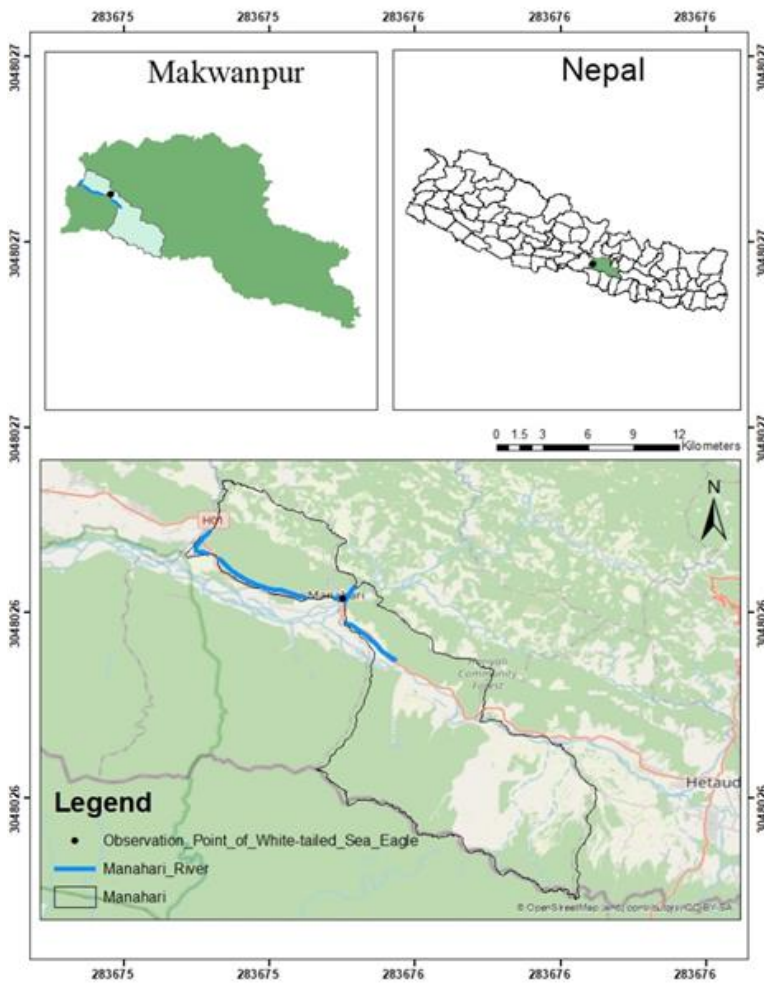 283675 283675 283676 283676 283676
3048027
3048027
3048027
3048026
3048026
Makwanpur
Nepal
0 1.5 3 6 9 12
Kilometers
N
H01
Community
Forest
Hetaud
Legend
Observation_Point_of_White-tailed_Sea_Eagle
Manahari_River
Manahari
© OpenStreetMap (and) contributors, CC-BY-SA
3048027
3048027
3048027
3048026
3048026
283675 283675 283676 283676 283676